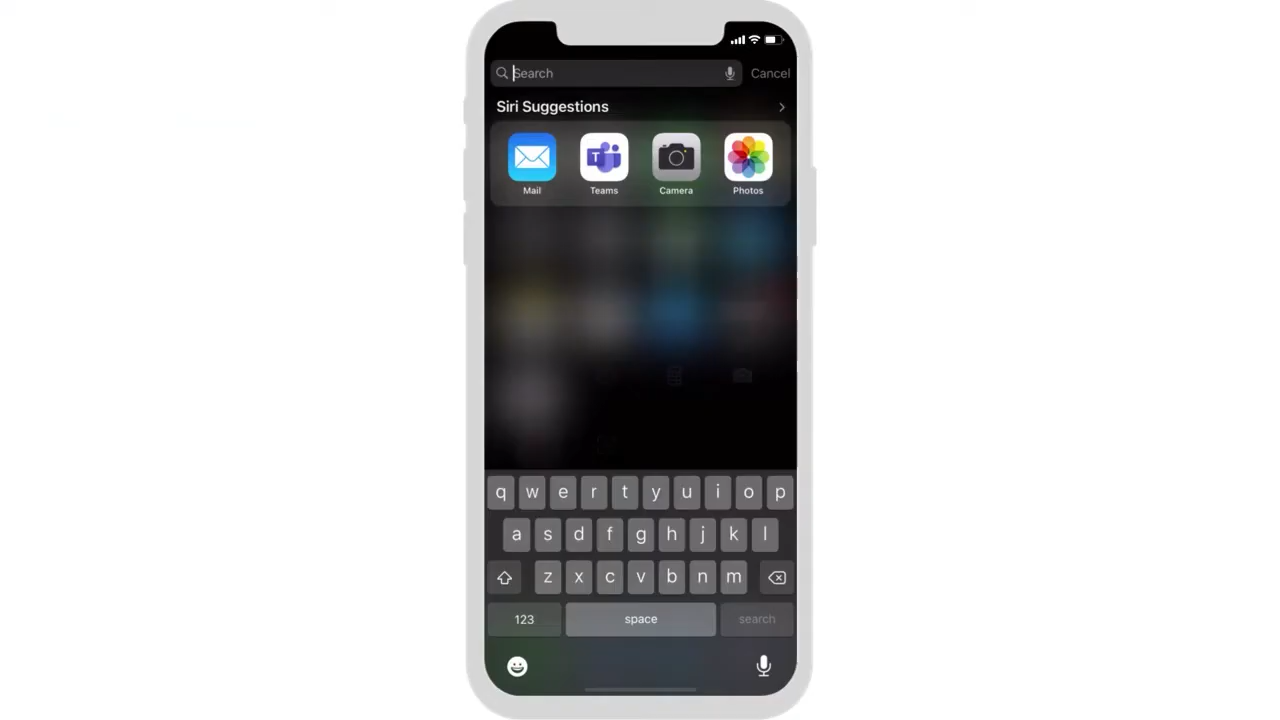 Search Cancel
Siri Suggestions
Mail Teams Camera Photos
q w e r t y u i o p
a s d f g h j k l
z x c v b n m
123 space search